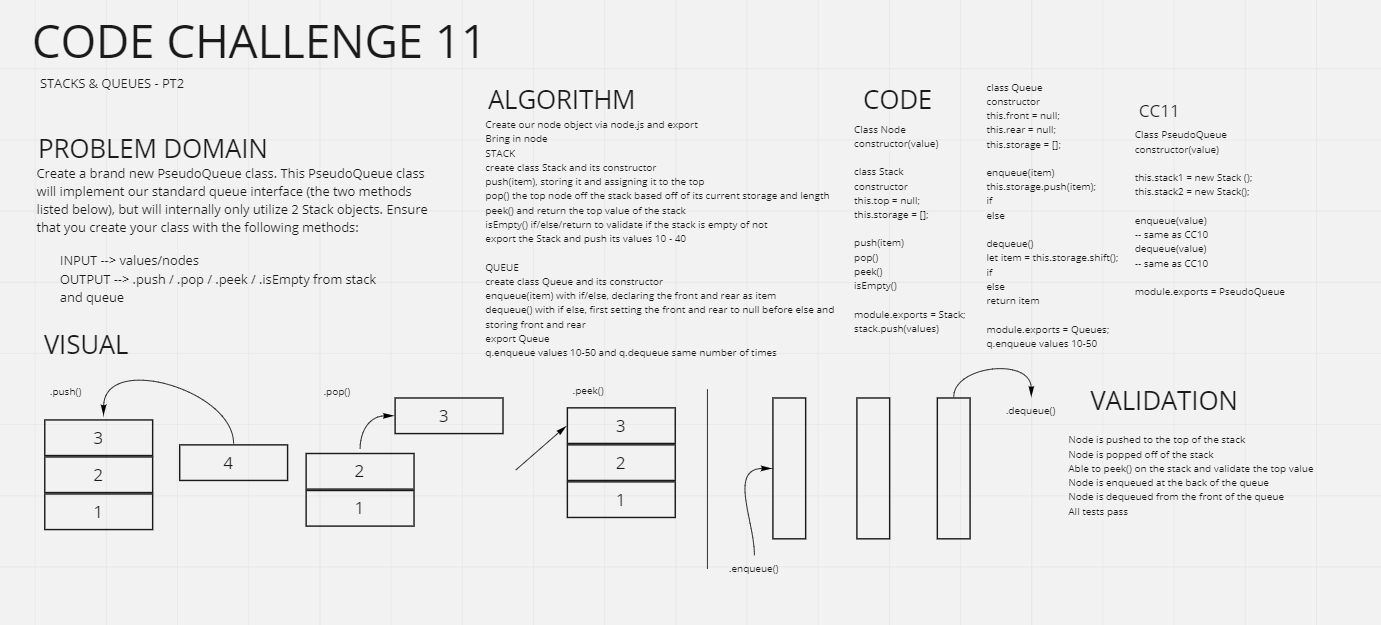 CODE CHALLENGE 11
STACKS & QUEUES - PT2
PROBLEM DOMAIN
Create a brand new PseudoQueue class. This PseudoQueue class
will implement our standard queue interface (the two methods
listed below), but will internally only utilize 2 Stack objects. Ensure
that you create your class with the following methods:
INPUT --> values/nodes
OUTPUT --> .push / .pop / .peek / .isEmpty from stack
and queue
ALGORITHM
Create our node object via node.js and export
Bring in node
STACK
create class Stack and its constructor
push(item), storing it and assigning it to the top
pop() the top node off the stack based off of its current storage and length
peek() and return the top value of the stack
isEmpty() if/else/return to validate if the stack is empty of not
export the Stack and push its values 10 - 40
QUEUE
create class Queue and its constructor
enqueue(item) with if/else, declaring the front and rear as item
dequeue() with if else, first setting the front and rear to null before else and
storing front and rear
export Queue
q.enqueue values 10-50 and q.dequeue same number of times
CODE
Class Node
constructor(value)
class Stack
constructor
this.top = null;
this.storage = [];
push(item)
pop()
peek()
isEmpty()
module.exports = Stack;
stack.push(values)
class Queue
constructor
this.front = null;
this.rear = null;
this.storage = [];
enqueue(item)
this.storage.push(item);
if
else
dequeue()
let item = this.storage.shift();
if
else
return item
module.exports = Queues;
q.enqueue values 10-50
CC11
Class PseudoQueue
constructor(value)
this.stack1 = new Stack ();
this.stack2 = new Stack();
enqueue(value)
-- same as CC10
dequeue(value)
-- same as CC10
module.exports = PseudoQueue
VISUAL
.push()
3
2
1
4
.pop()
3
2
1
.peek()
3
2
1
.enqueue()
.dequeue()
VALIDATION
Node is pushed to the top of the stack
Node is popped off of the stack
Able to peek() on the stack and validate the top value
Node is enqueued at the back of the queue
Node is dequeued from the front of the queue
All tests pass